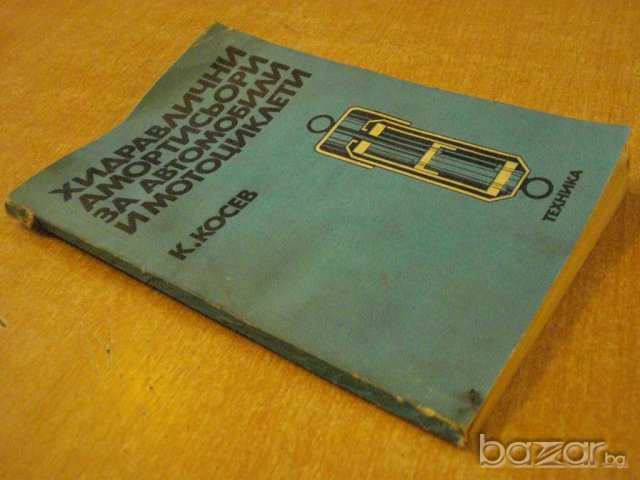 ХИДРАВЛИЧНИ
АМОРТИСЬОРИ
ЗА АВТОМОБИЛИ
И МОТОЦИКЛЕТИ
К. КОСЕВ
ТЕХНИКА
bazar.bg